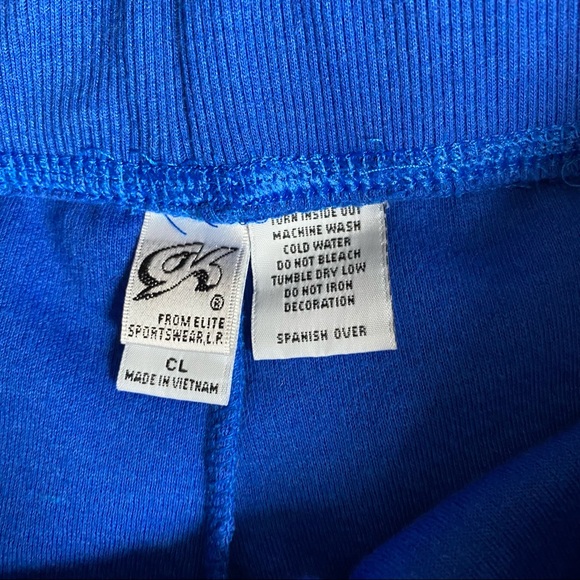 GK
®
FROM ELITE
SPORTSWEAR, L.P.
CL
MADE IN VIETNAM
TURN INSIDE OUT
MACHINE WASH
COLD WATER
DO NOT BLEACH
TUMBLE DRY LOW
DO NOT IRON
DECORATION
SPANISH OVER